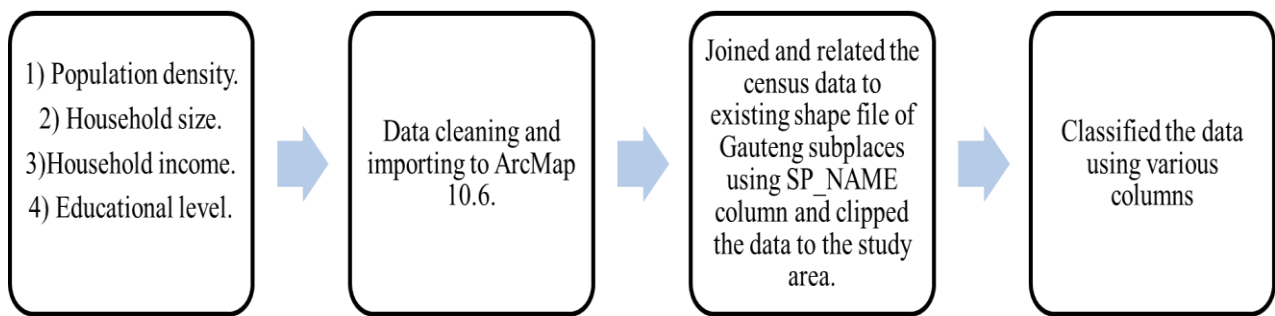 1) Population density.
2) Household size.
3)Household income.
4) Educational level.
Data cleaning and
importing to ArcMap
10.6.
Joined and related the
census data to
existing shape file of
Gauteng subplaces
using SP_NAME
column and clipped
the data to the study
area.
Classified the data
using various
columns